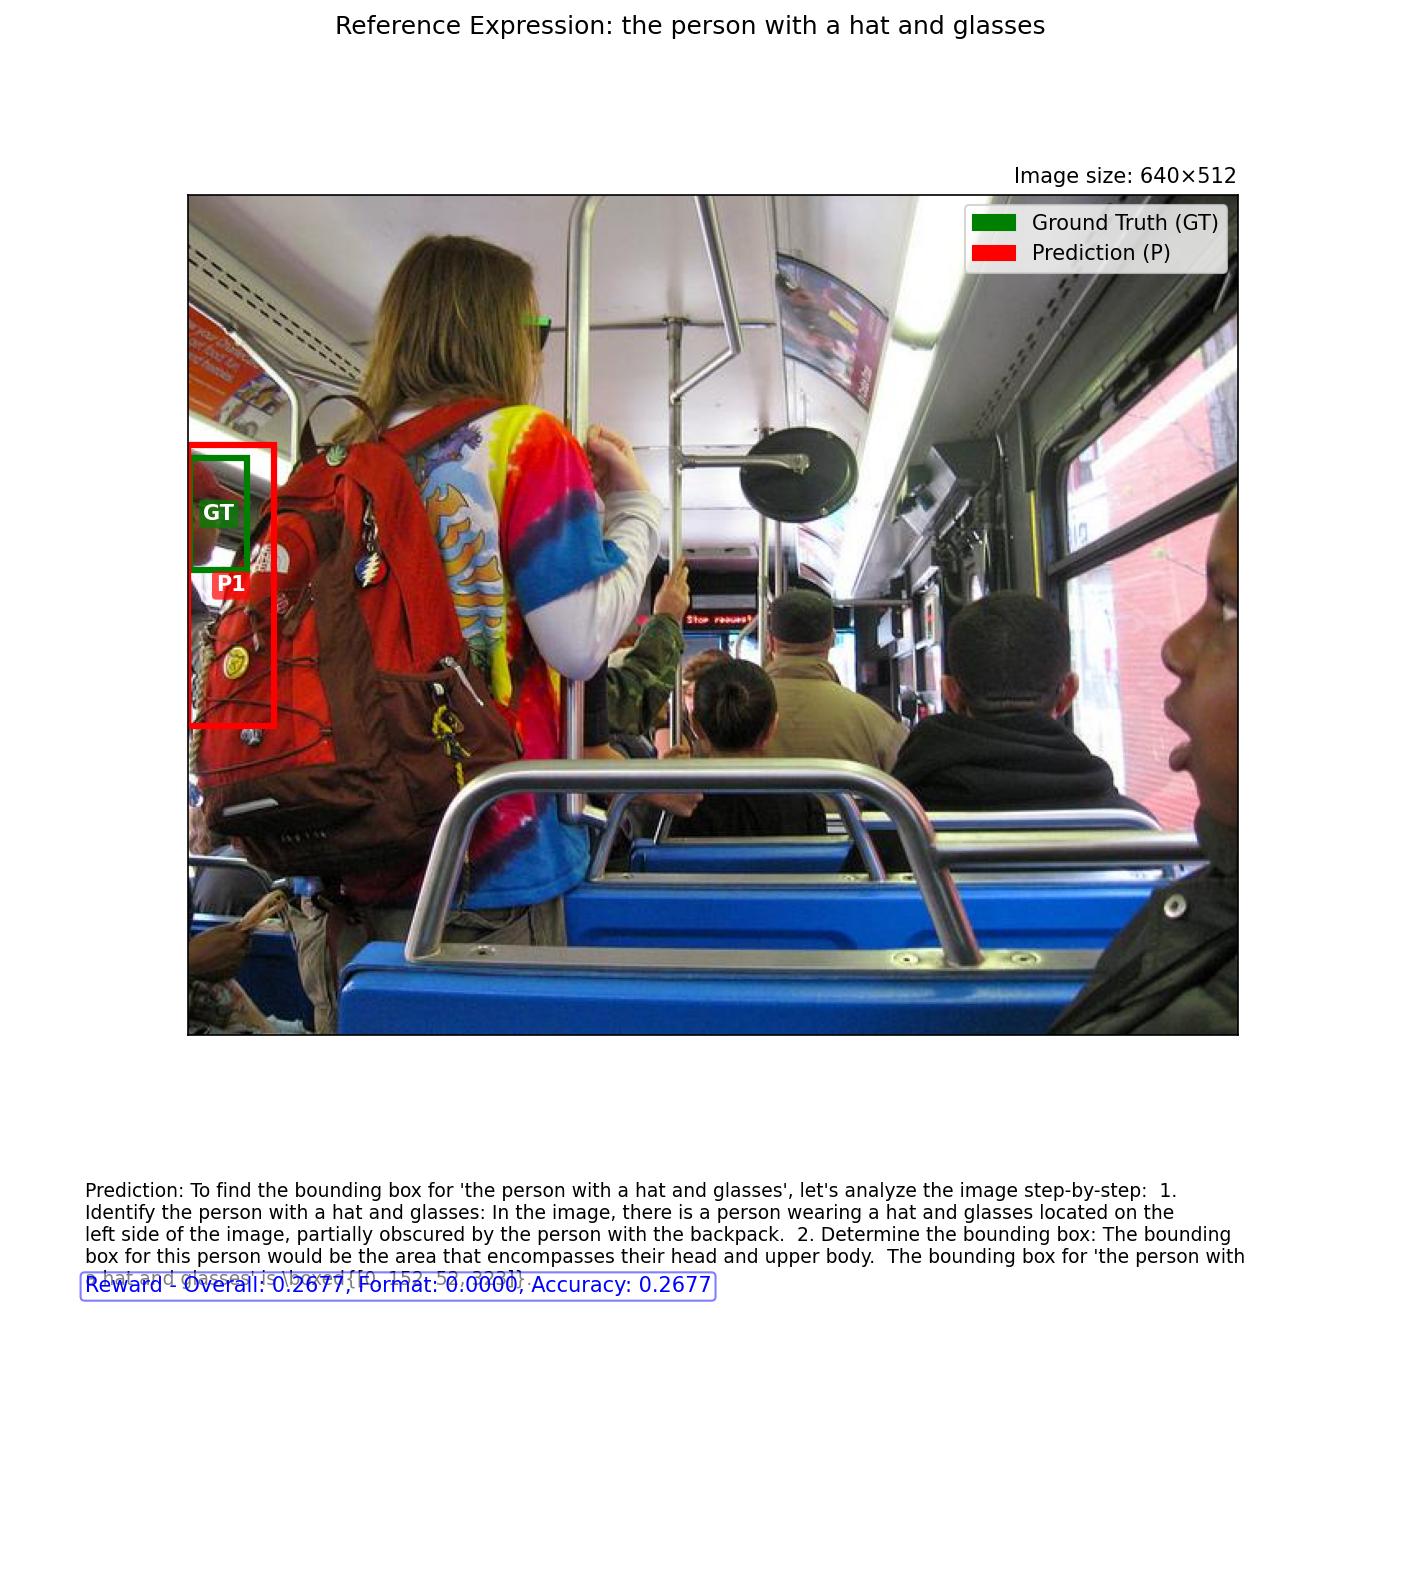 Reference Expression: the person with a hat and glasses
Image size: 640×512
Ground Truth (GT)
Prediction (P)
GT
P1
Stop request
Prediction: To find the bounding box for 'the person with a hat and glasses', let's analyze the image step-by-step:  1.
Identify the person with a hat and glasses: In the image, there is a person wearing a hat and glasses located on the
left side of the image, partially obscured by the person with the backpack.  2. Determine the bounding box: The bounding
box for this person would be the area that encompasses their head and upper body.  The bounding box for 'the person with
a hat and glasses' is \boxed{[0, 152, 52, 323]}.
Reward - Overall: 0.2677, Format: 0.0000, Accuracy: 0.2677